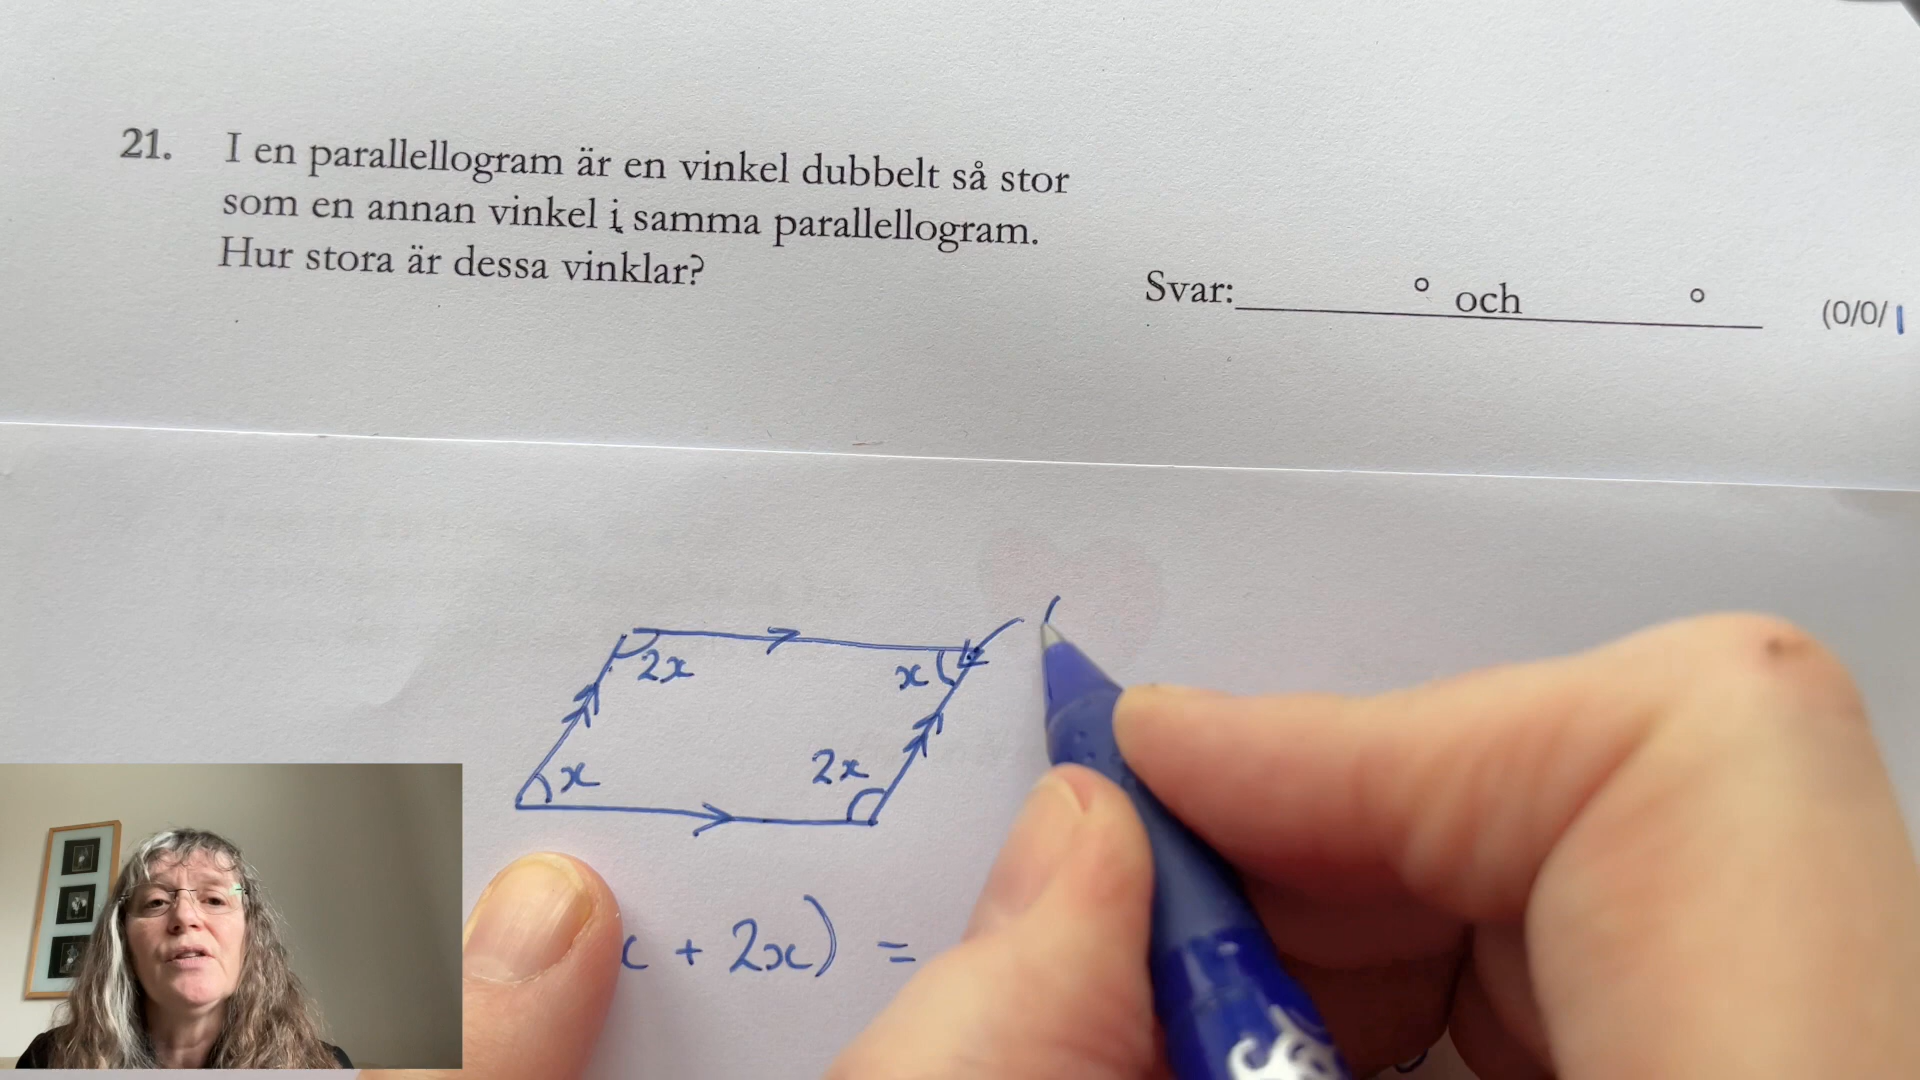 21. I en parallellogram är en vinkel dubbelt så stor
som en annan vinkel i samma parallellogram.
Hur stora är dessa vinklar?
Svar: ° och ° (0/0/1
2x
x
x
2x
+ 2x) =